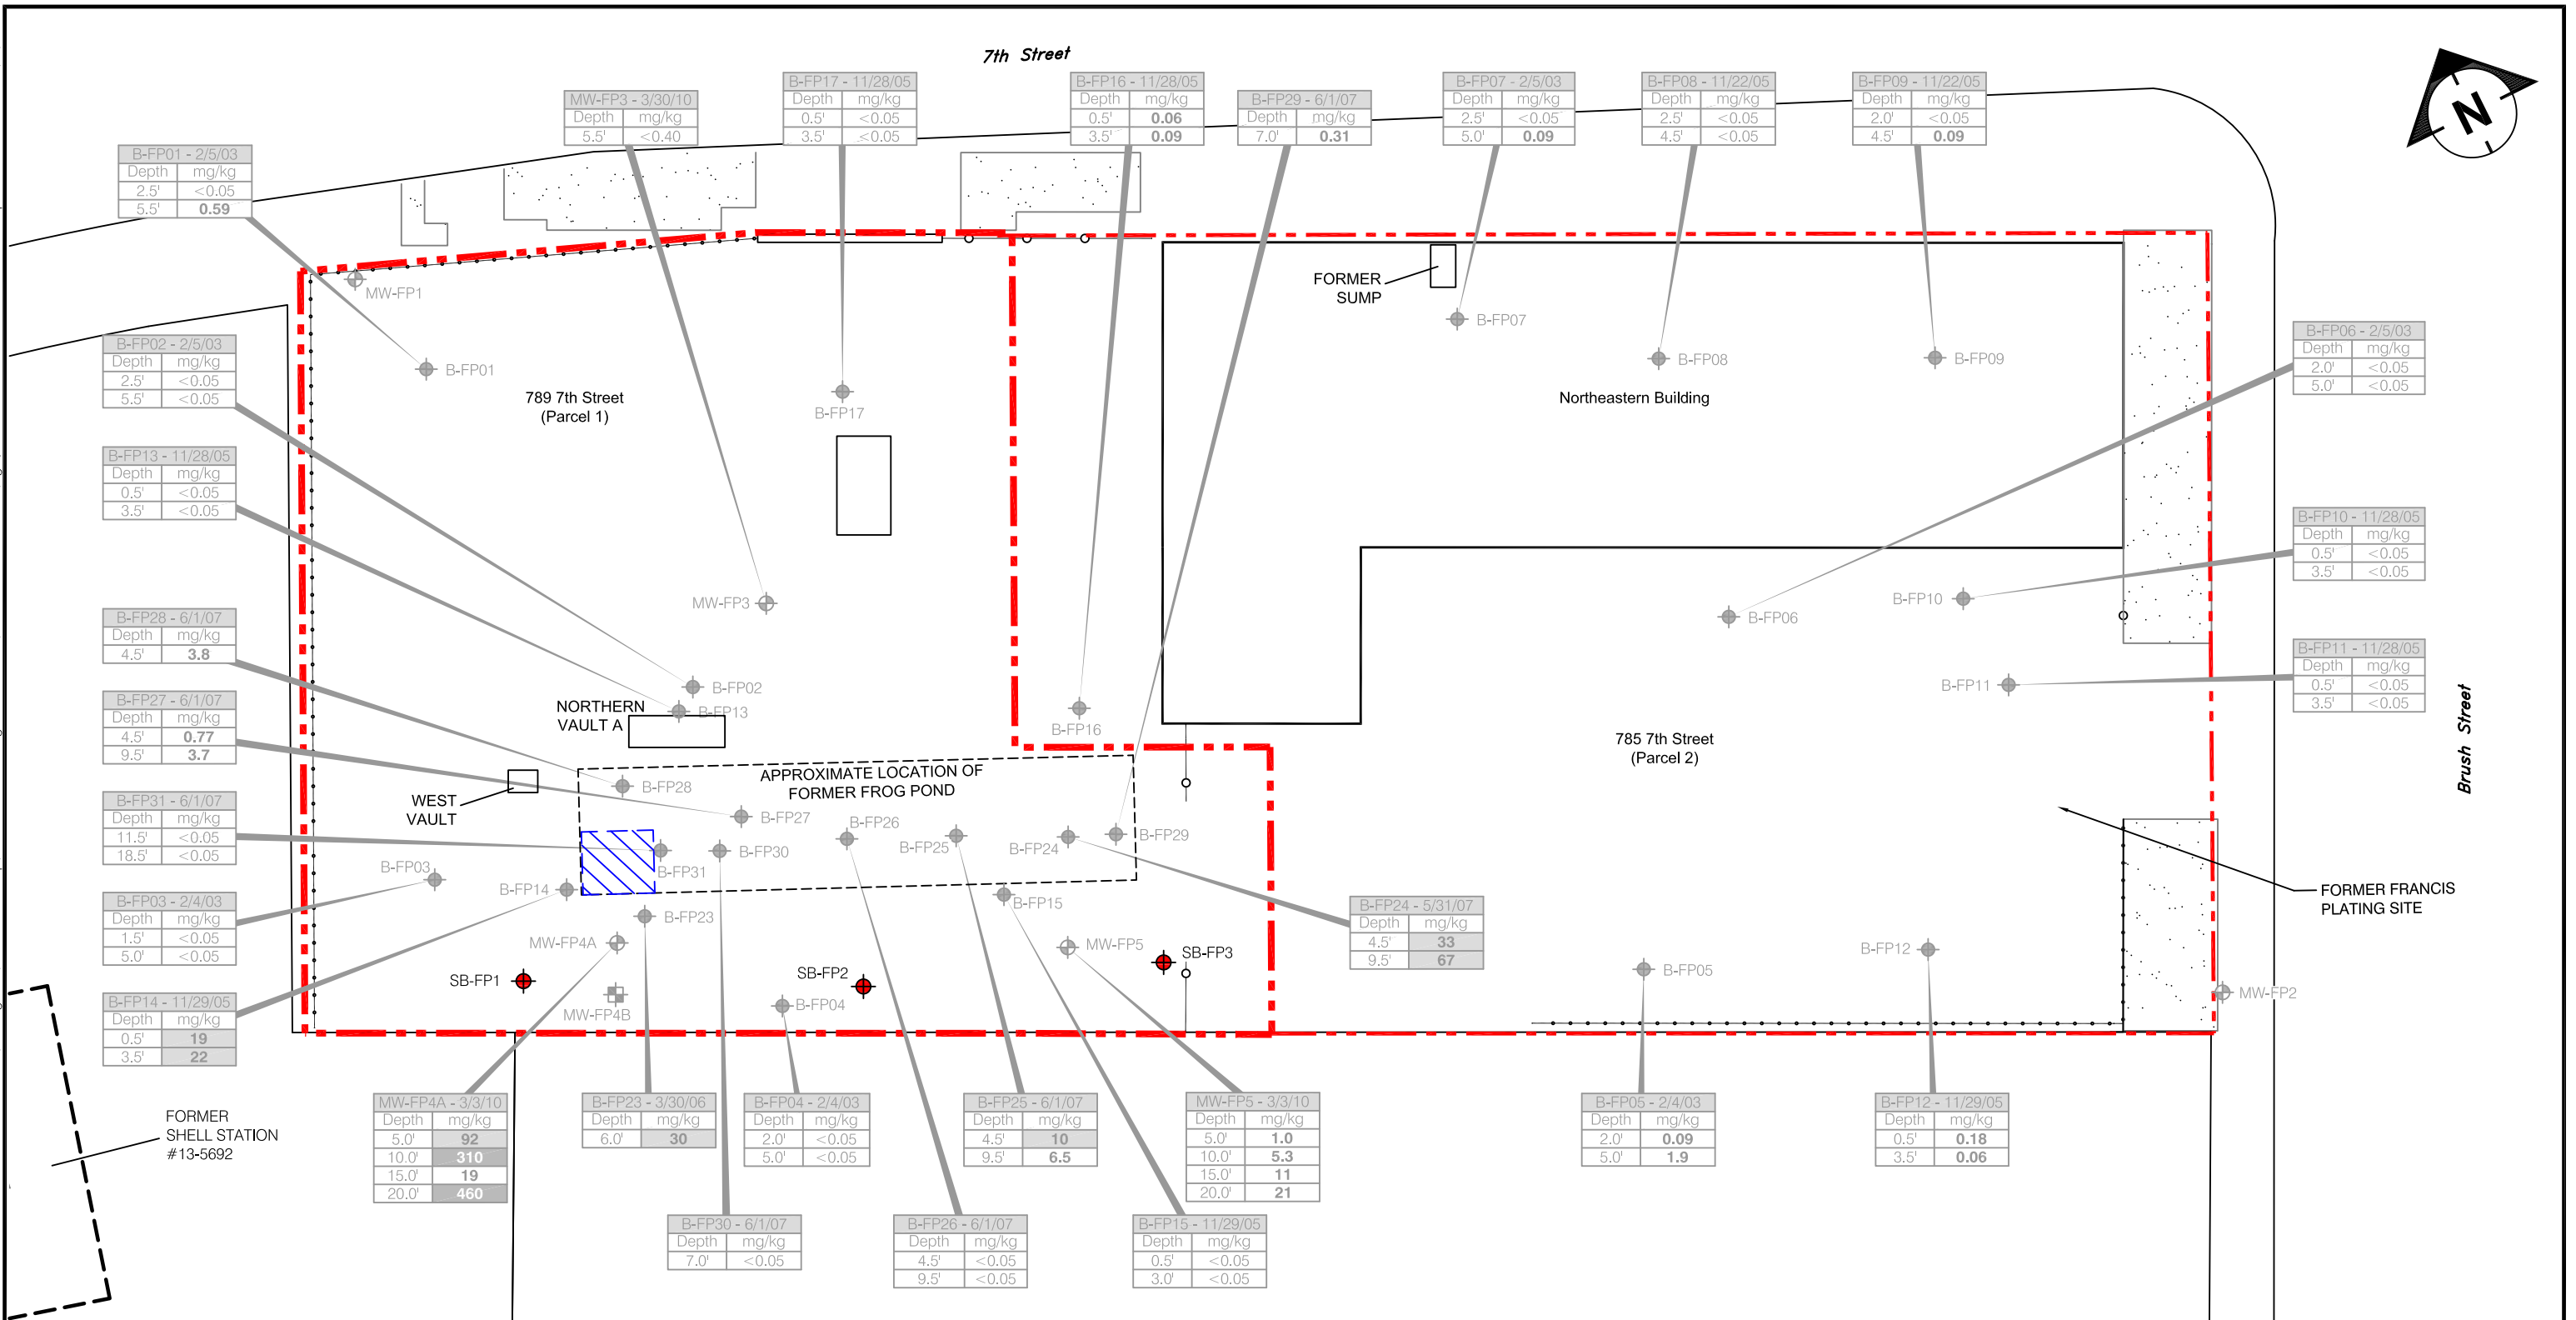 7th Street
N
B-FP01 - 2/5/03
Depth mg/kg
2.5' <0.05
5.5' 0.59
MW-FP3 - 3/30/10
Depth mg/kg
5.5' <0.40
B-FP17 - 11/28/05
Depth mg/kg
0.5' <0.05
3.5' <0.05
B-FP16 - 11/28/05
Depth mg/kg
0.5' 0.06
3.5' 0.09
B-FP29 - 6/1/07
Depth mg/kg
7.0' 0.31
B-FP07 - 2/5/03
Depth mg/kg
2.5' <0.05
5.0' 0.09
B-FP08 - 11/22/05
Depth mg/kg
2.5' <0.05
4.5' <0.05
B-FP09 - 11/22/05
Depth mg/kg
2.0' <0.05
4.5' 0.09
MW-FP1
B-FP01
789 7th Street
(Parcel 1)
B-FP17
FORMER
SUMP
B-FP07
B-FP08
B-FP09
Northeastern Building
B-FP02 - 2/5/03
Depth mg/kg
2.5' <0.05
5.5' <0.05
B-FP13 - 11/28/05
Depth mg/kg
0.5' <0.05
3.5' <0.05
B-FP28 - 6/1/07
Depth mg/kg
4.5' 3.8
B-FP27 - 6/1/07
Depth mg/kg
4.5' 0.77
9.5' 3.7
B-FP31 - 6/1/07
Depth mg/kg
11.5' <0.05
18.5' <0.05
B-FP03 - 2/4/03
Depth mg/kg
1.5' <0.05
5.0' <0.05
B-FP14 - 11/29/05
Depth mg/kg
0.5' 19
3.5' 22
B-FP06 - 2/5/03
Depth mg/kg
2.0' <0.05
5.0' <0.05
B-FP10 - 11/28/05
Depth mg/kg
0.5' <0.05
3.5' <0.05
B-FP11 - 11/28/05
Depth mg/kg
0.5' <0.05
3.5' <0.05
MW-FP3
B-FP02
NORTHERN
VAULT A
B-FP13
B-FP16
B-FP06
B-FP10
B-FP11
785 7th Street
(Parcel 2)
Brush Street
APPROXIMATE LOCATION OF
FORMER FROG POND
WEST
VAULT
B-FP28
B-FP27
B-FP26
B-FP25
B-FP24
B-FP29
B-FP30
B-FP31
B-FP03
B-FP14
B-FP15
B-FP23
MW-FP4A
MW-FP5
SB-FP1
SB-FP2
SB-FP3
MW-FP4B
B-FP04
B-FP24 - 5/31/07
Depth mg/kg
4.5' 33
9.5' 67
B-FP05
B-FP12
MW-FP2
FORMER FRANCIS
PLATING SITE
FORMER
SHELL STATION
#13-5692
MW-FP4A - 3/3/10
Depth mg/kg
5.0' 92
10.0' 310
15.0' 19
20.0' 460
B-FP23 - 3/30/06
Depth mg/kg
6.0' 30
B-FP04 - 2/4/03
Depth mg/kg
2.0' <0.05
5.0' <0.05
B-FP25 - 6/1/07
Depth mg/kg
4.5' 10
9.5' 6.5
MW-FP5 - 3/3/10
Depth mg/kg
5.0' 1.0
10.0' 5.3
15.0' 11
20.0' 21
B-FP05 - 2/4/03
Depth mg/kg
2.0' 0.09
5.0' 1.9
B-FP12 - 11/29/05
Depth mg/kg
0.5' 0.18
3.5' 0.06
B-FP30 - 6/1/07
Depth mg/kg
7.0' <0.05
B-FP26 - 6/1/07
Depth mg/kg
4.5' <0.05
9.5' <0.05
B-FP15 - 11/29/05
Depth mg/kg
0.5' <0.05
3.0' <0.05